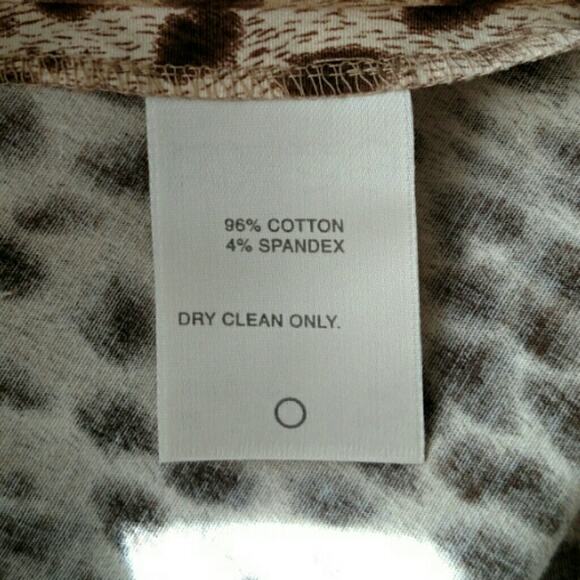 96% COTTON
4% SPANDEX
DRY CLEAN ONLY.